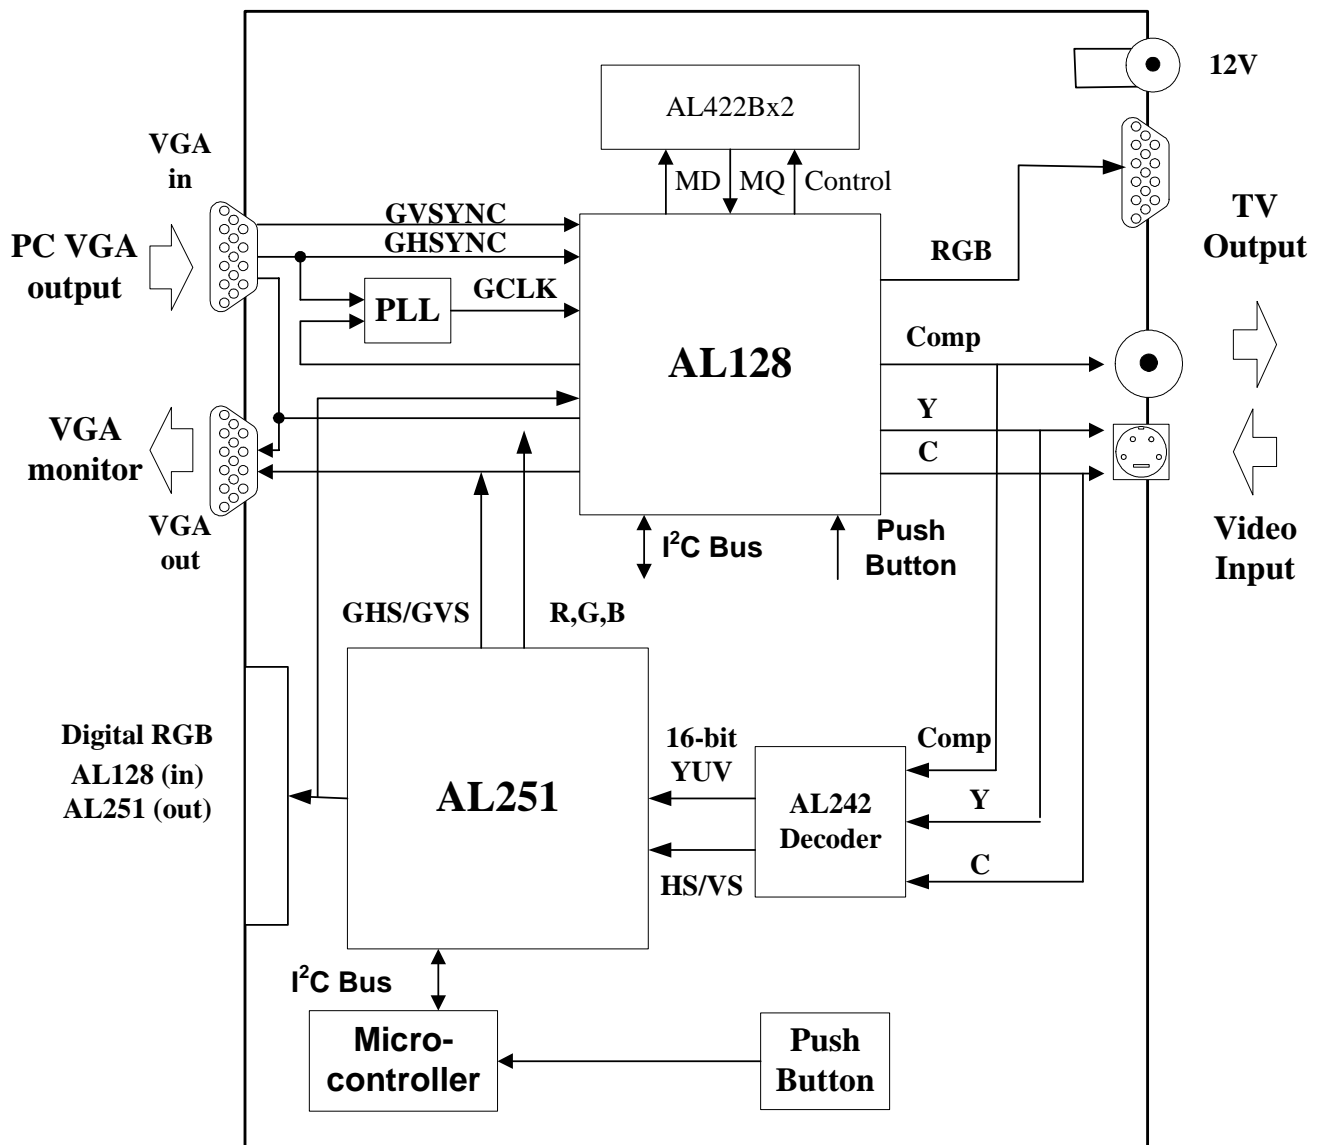 12V
AL422Bx2
VGA
in
MD
MQ
Control
GVSYNC
GHSYNC
TV
Output
PC VGA
output
RGB
GCLK
PLL
Comp
AL128
Y
VGA
monitor
C
VGA
out
I²C Bus
Push
Button
Video
Input
GHS/GVS
R,G,B
Digital RGB
AL128 (in)
AL251 (out)
16-bit
YUV
Comp
AL251
AL242
Decoder
Y
C
HS/VS
I²C Bus
Micro-
controller
Push
Button